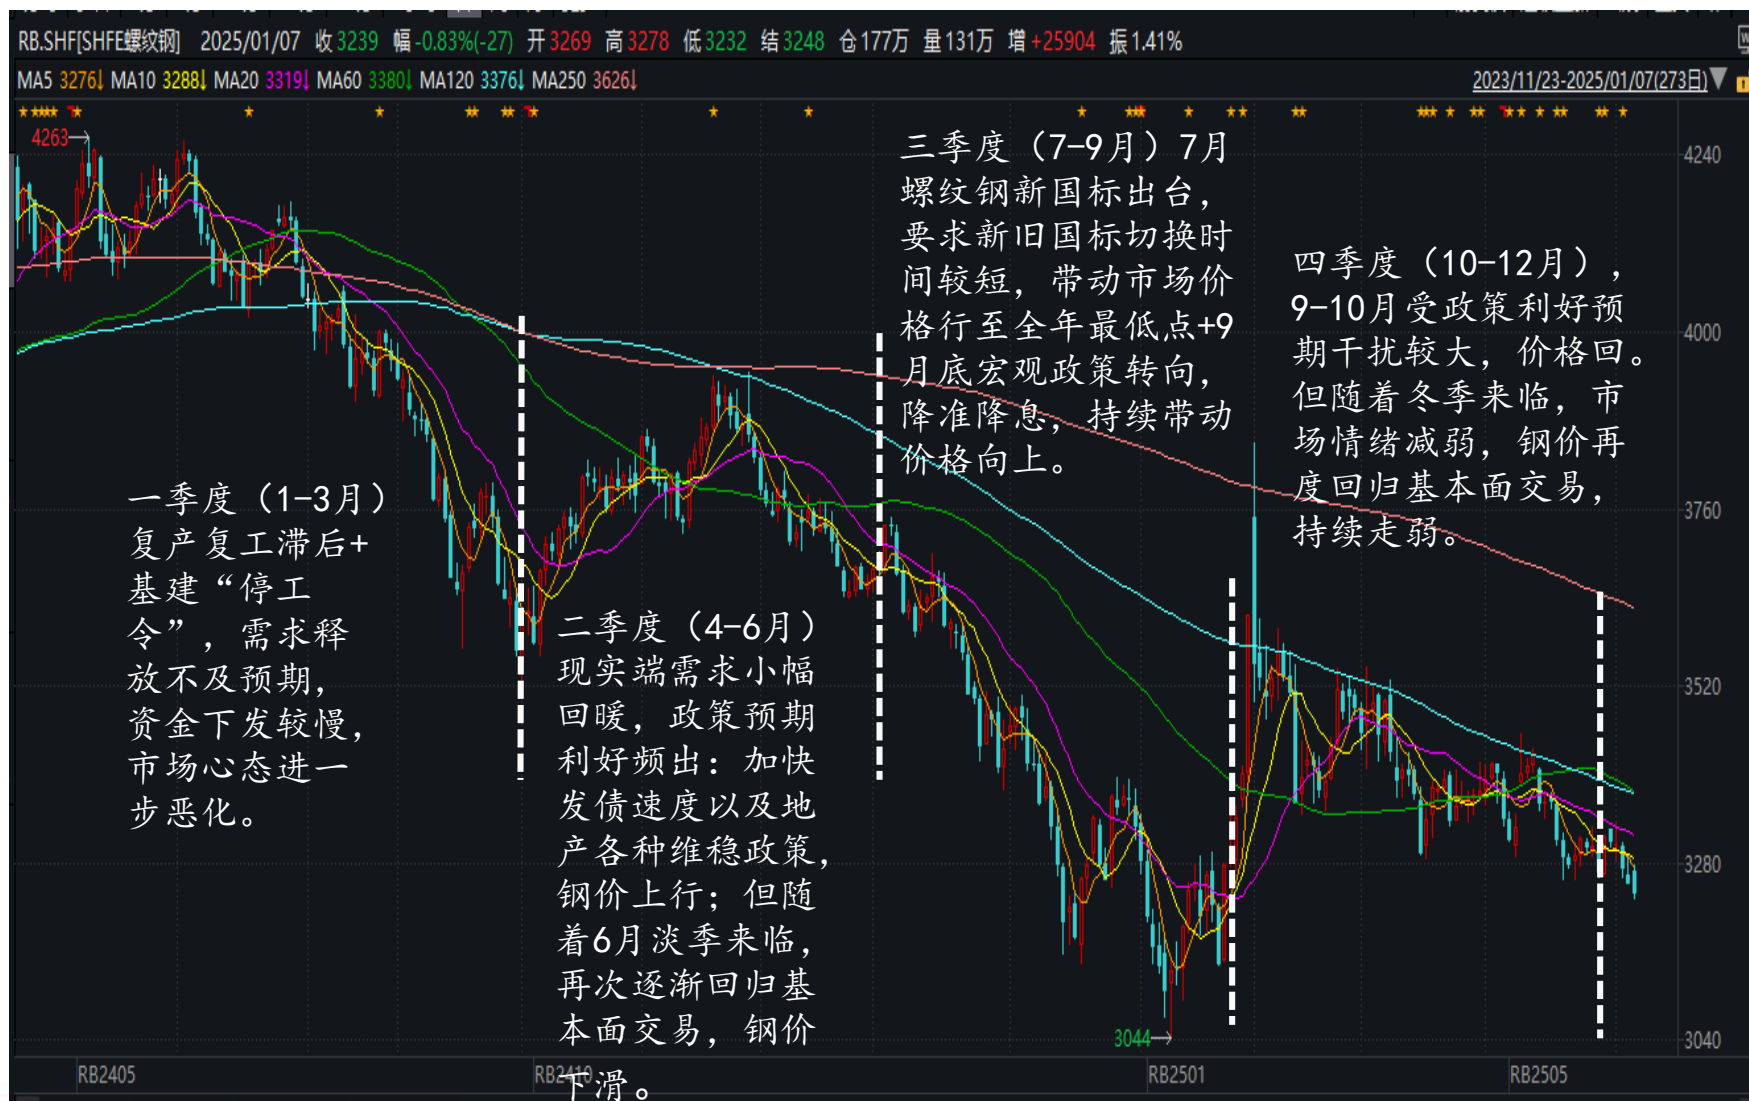 RB.SHF[SHFE螺纹钢] 2025/01/07 收3239 幅-0.83%(-27) 开3269 高3278 低3232 结3248 仓177万 量131万 增+25904 振1.41%
MA5 3276↓ MA10 3288↓ MA20 3319↓ MA60 3380↓ MA120 3376↓ MA250 3626↓
2023/11/23-2025/01/07(273日)
4263
4240
4000
3760
3520
3280
3040
一季度（1-3月）
复产复工滞后+
基建“停工
令”，需求释
放不及预期，
资金下发较慢，
市场心态进一
步恶化。
二季度（4-6月）
现实端需求小幅
回暖，政策预期
利好频出：加快
发债速度以及地
产各种维稳政策，
钢价上行；但随
着6月淡季来临，
再次逐渐回归基
本面交易，钢价
下滑。
三季度（7-9月）7月
螺纹钢新国标出台，
要求新旧国标切换时
间较短，带动市场价
格行至全年最低点+9
月底宏观政策转向，
降准降息，持续带动
价格向上。
四季度（10-12月），
9-10月受政策利好预
期干扰较大，价格回。
但随着冬季来临，市
场情绪减弱，钢价再
度回归基本面交易，
持续走弱。
3044
RB2405
RB2410
RB2501
RB2505